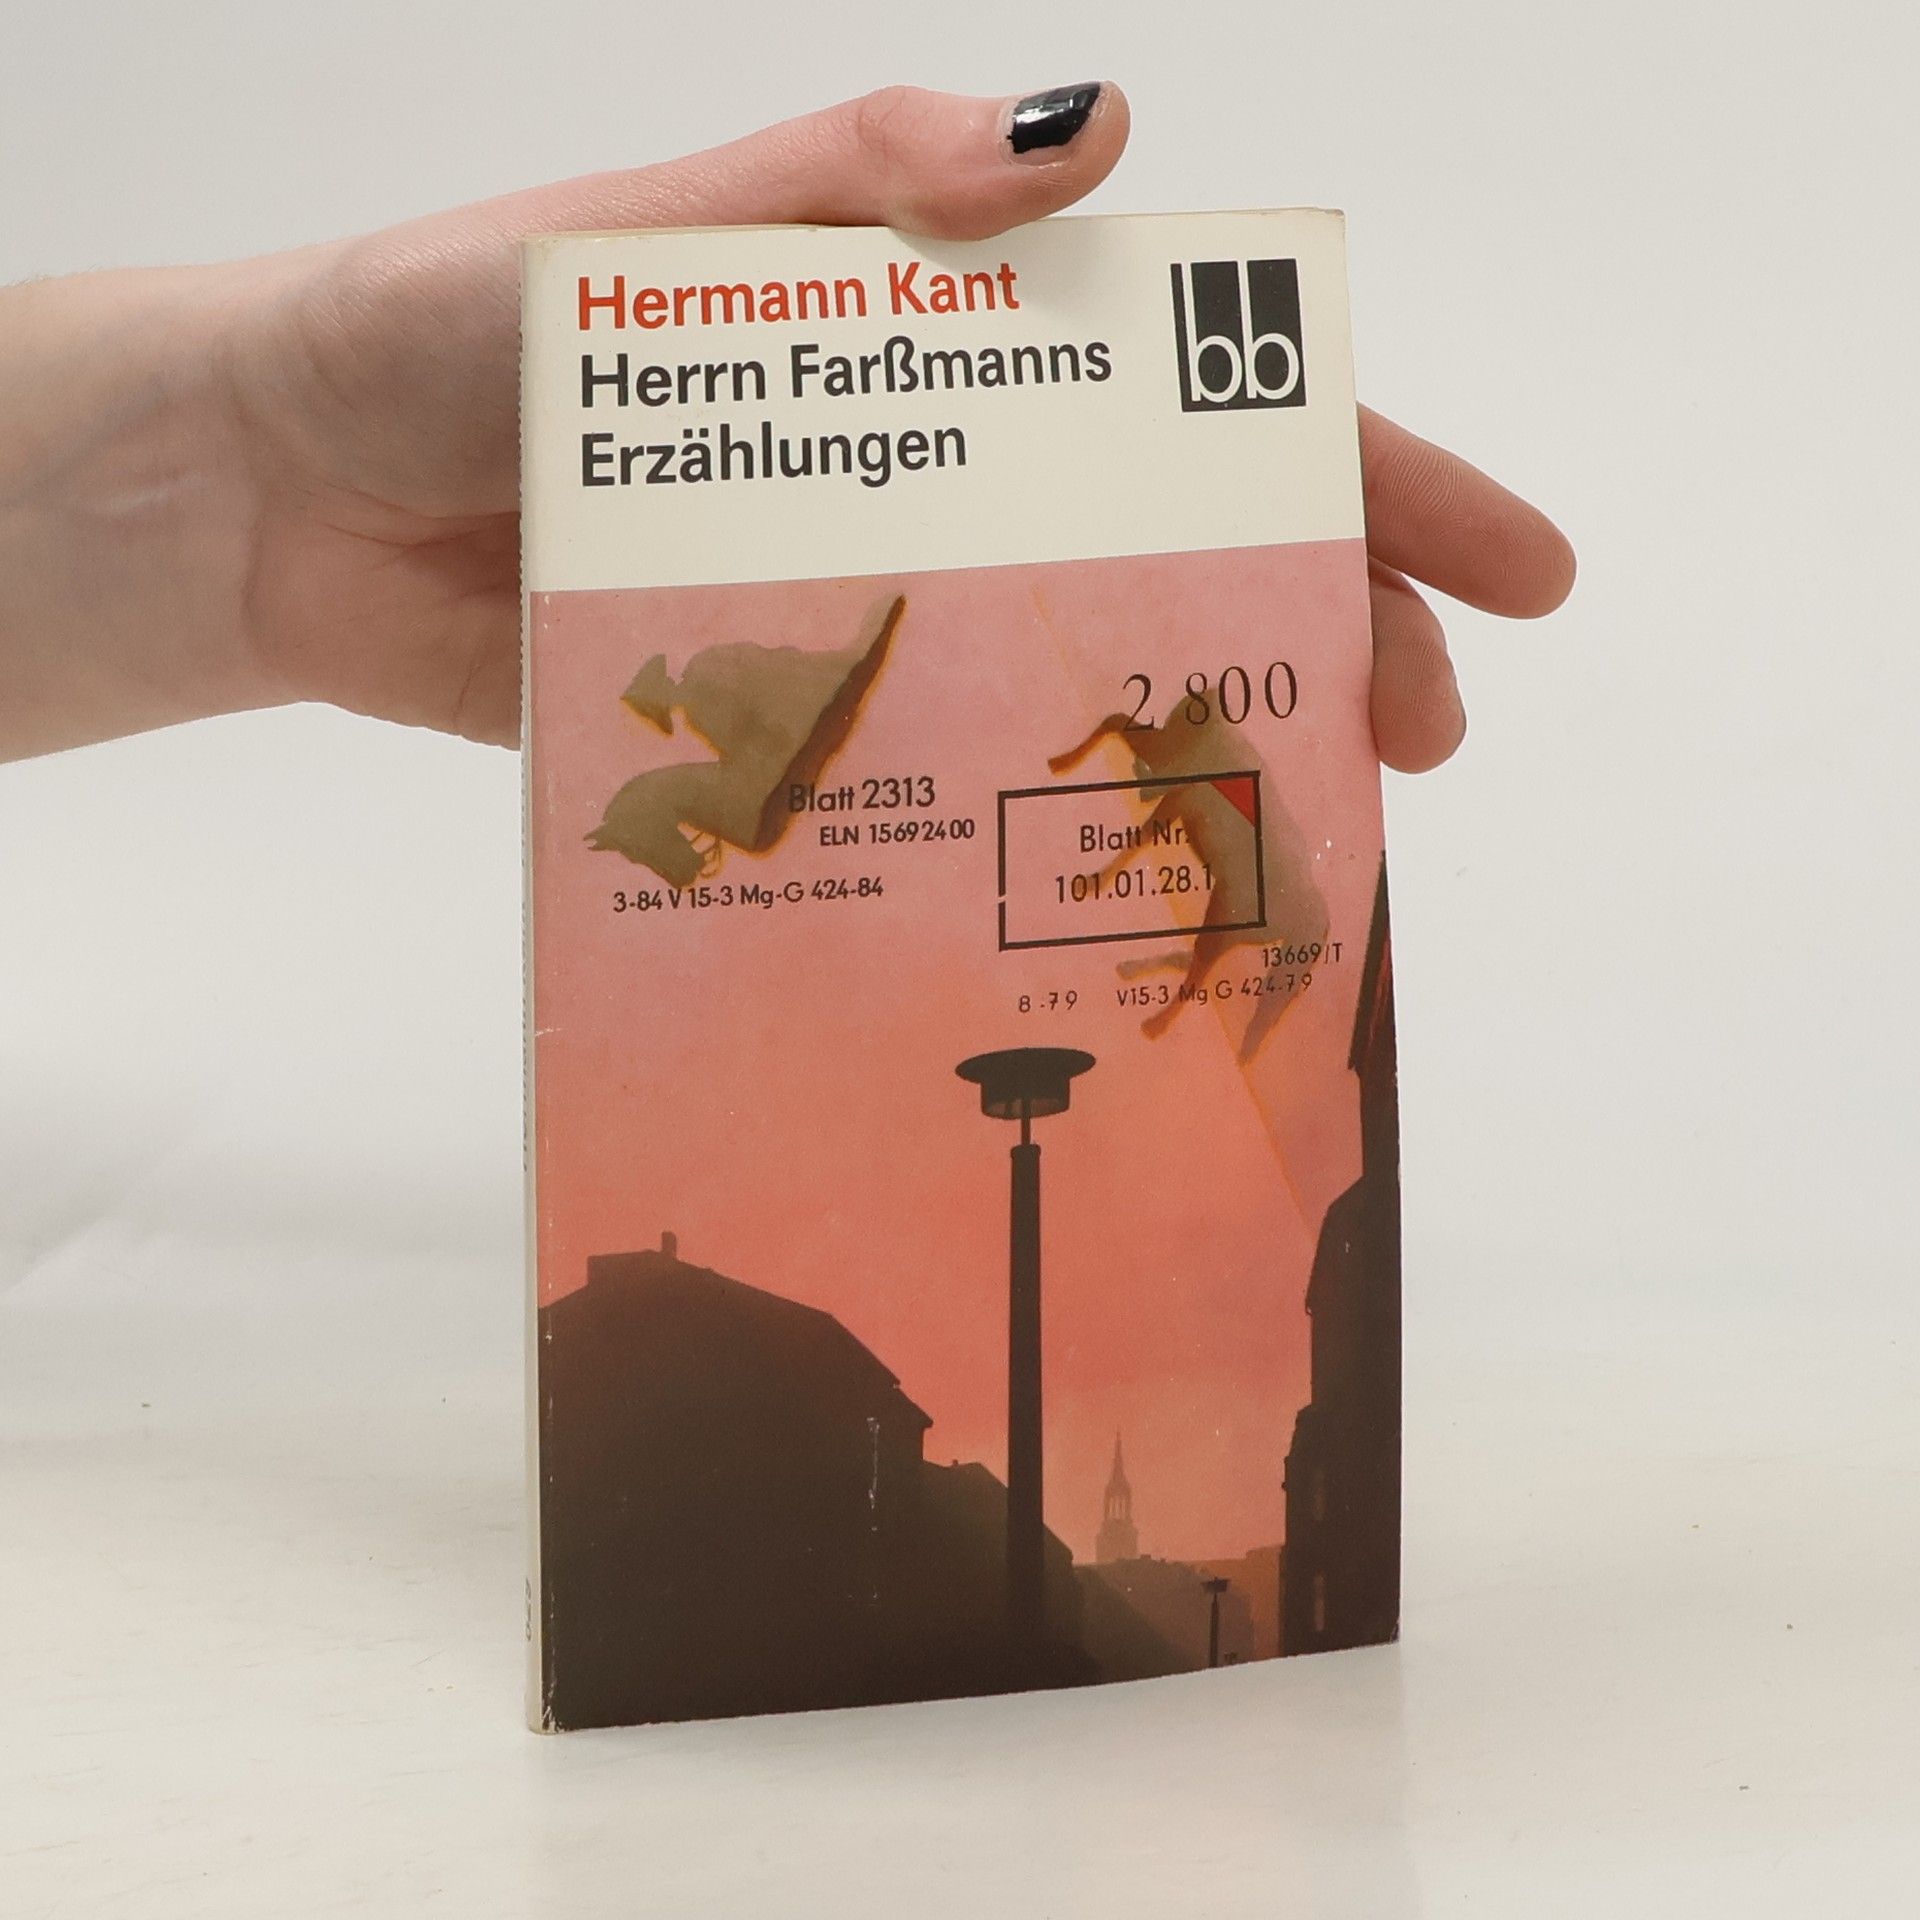 Hermann Kant
Herrn Farßmanns
Erzählungen
bb
2 800
Blatt 2313
ELN 15692400
3-84 V 15-3 Mg-G 424-84
Blatt Nr.
101.01.28.1
13669/T
8-79 V15-3 Mg G 424-79